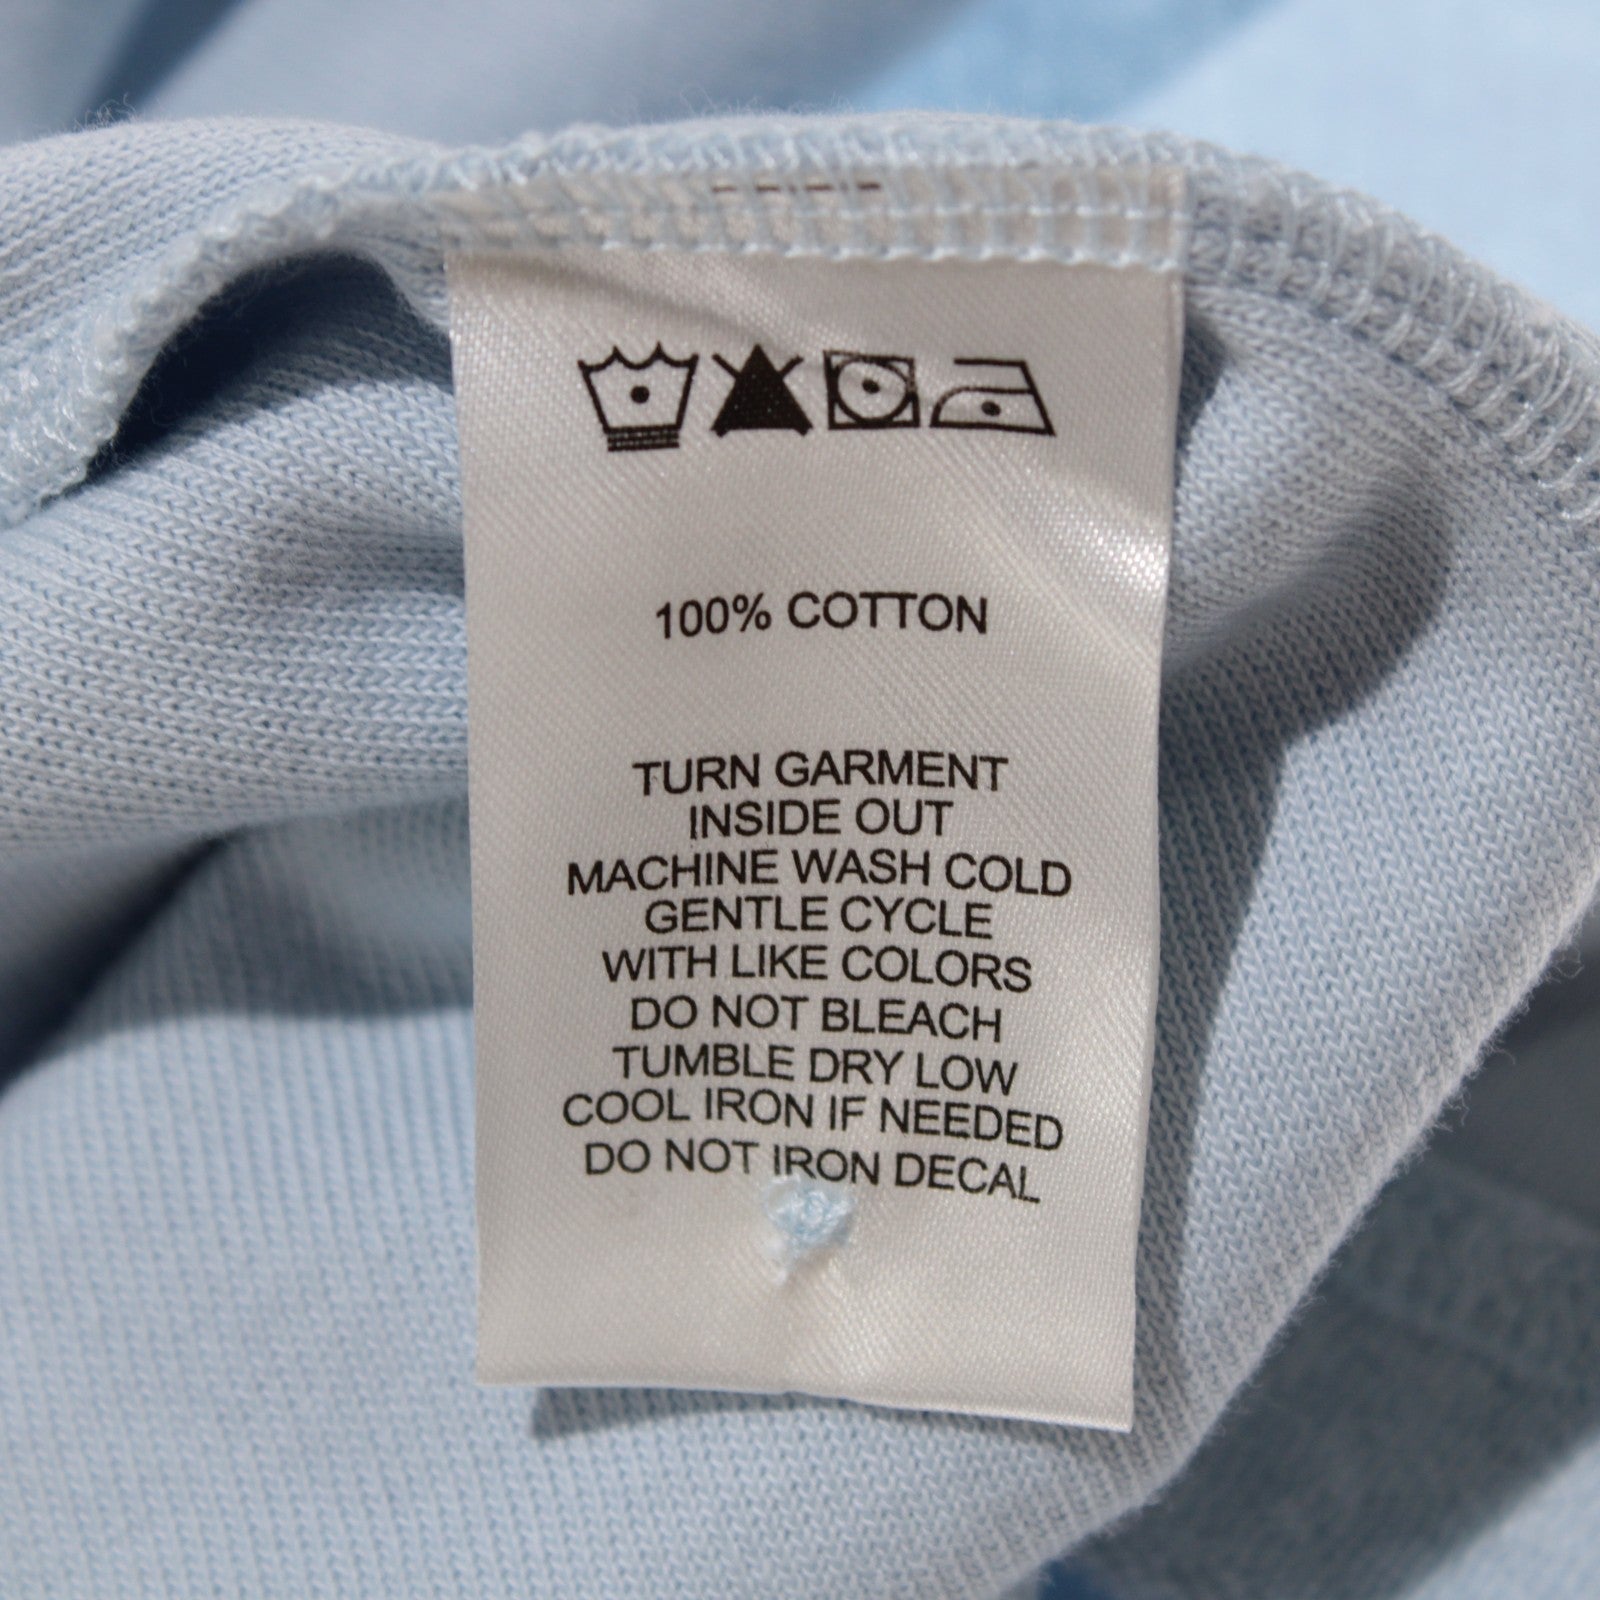 100% COTTON
TURN GARMENT
INSIDE OUT
MACHINE WASH COLD
GENTLE CYCLE
WITH LIKE COLORS
DO NOT BLEACH
TUMBLE DRY LOW
COOL IRON IF NEEDED
DO NOT IRON DECAL